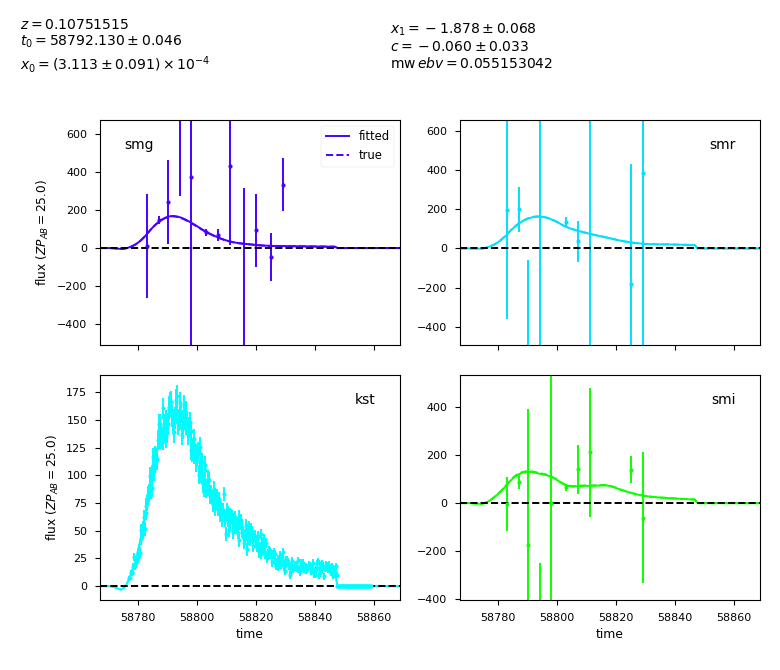 z = 0.10751515
t₀ = 58792.130 ± 0.046
x₀ = (3.113 ± 0.091) × 10⁻⁴
x₁ = −1.878 ± 0.068
c = −0.060 ± 0.033
mw ebv = 0.055153042
smg
fitted
true
600
400
200
0
−200
−400
flux (ZP_AB = 25.0)
smr
600
400
200
0
−200
−400
kst
175
150
125
100
75
50
25
0
flux (ZP_AB = 25.0)
58780 58800 58820 58840 58860
time
smi
400
200
0
−200
−400
58780 58800 58820 58840 58860
time